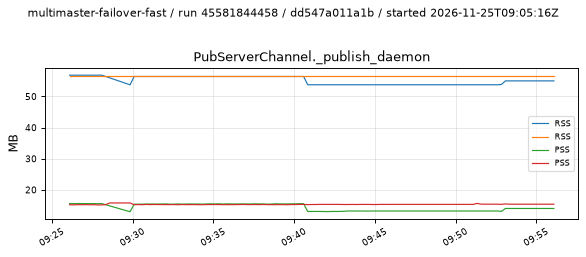 multimaster-failover-fast / run 45581844458 / dd547a011a1b / started 2026-11-25T09:05:16Z
PubServerChannel._publish_daemon
MB
50
40
30
20
RSS
RSS
PSS
PSS
09:25
09:30
09:35
09:40
09:45
09:50
09:55